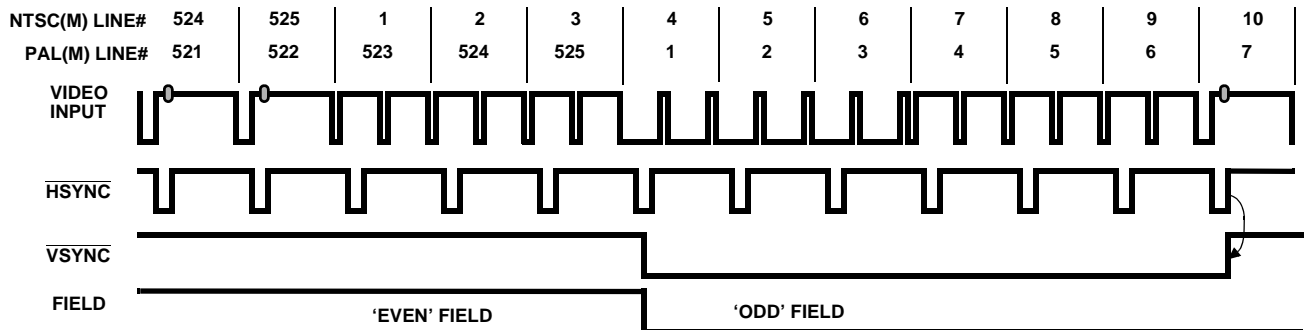 NTSC(M) LINE# 524 525 1 2 3 4 5 6 7 8 9 10
PAL(M) LINE# 521 522 523 524 525 1 2 3 4 5 6 7
VIDEO
INPUT
HSYNC
VSYNC
FIELD
‘EVEN’ FIELD
‘ODD’ FIELD